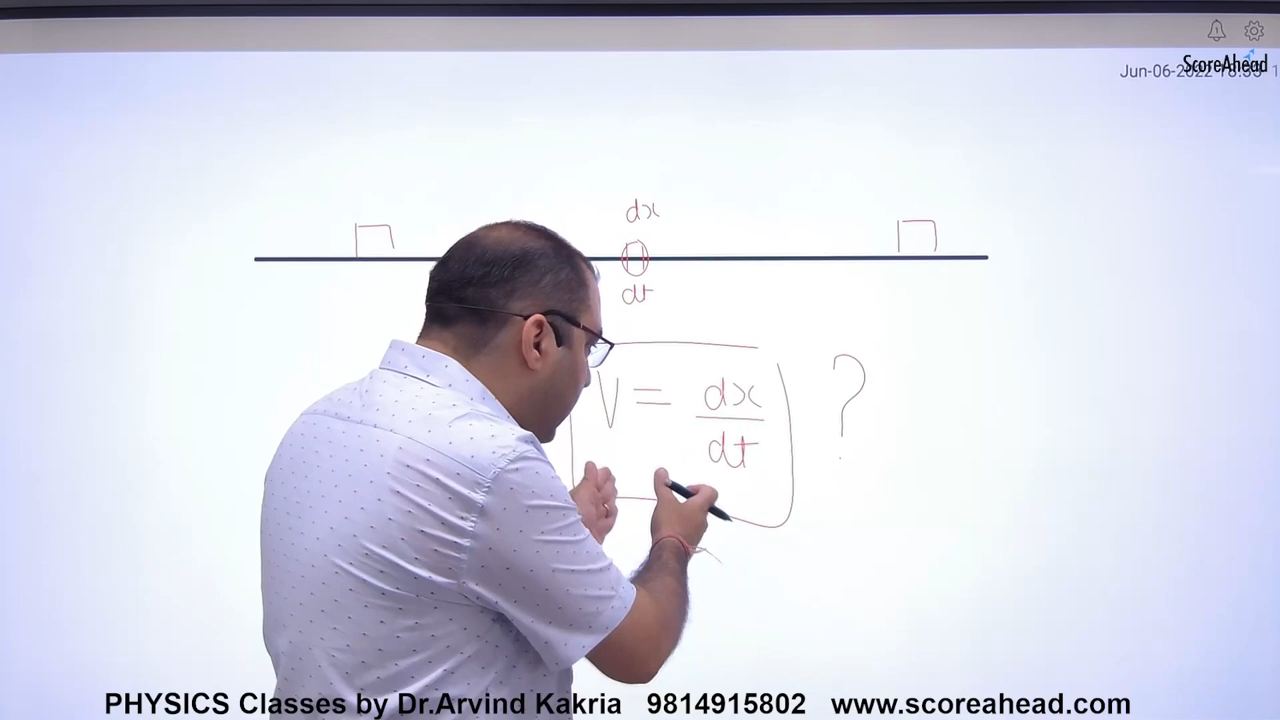 ScoreAhead
Jun-06-2022
dx
dt
V = dx/dt ?
PHYSICS Classes by Dr.Arvind Kakria 9814915802 www.scoreahead.com